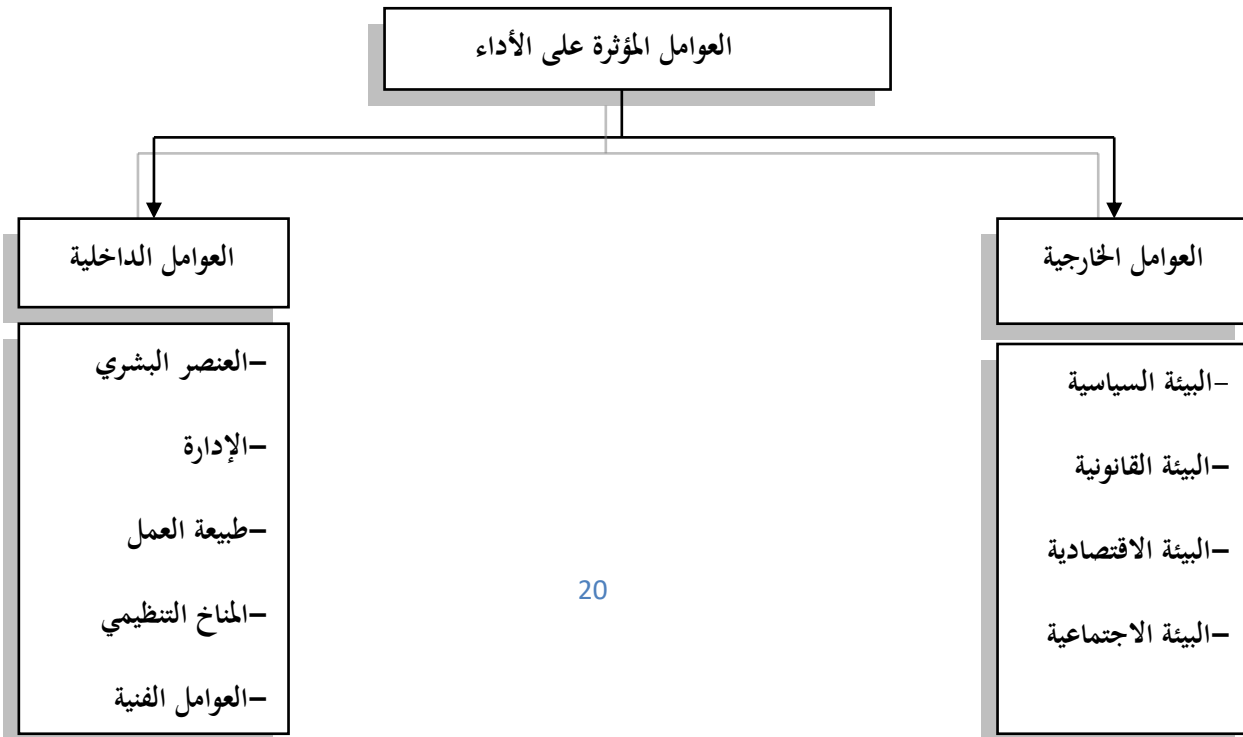 العوامل المؤثرة على الأداء
العوامل الخارجية
–البيئة السياسية
–البيئة القانونية
–البيئة الاقتصادية
–البيئة الاجتماعية
العوامل الداخلية
–العنصر البشري
–الإدارة
–طبيعة العمل
–المناخ التنظيمي
–العوامل الفنية
20